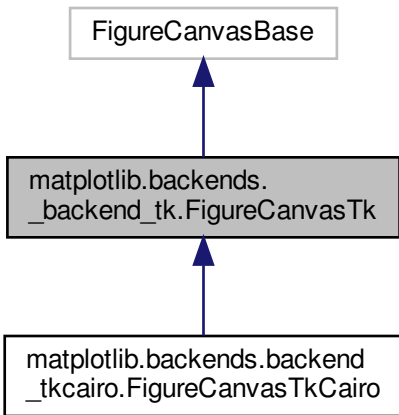 FigureCanvasBase
matplotlib.backends.
_backend_tk.FigureCanvasTk
matplotlib.backends.backend
_tkcairo.FigureCanvasTkCairo